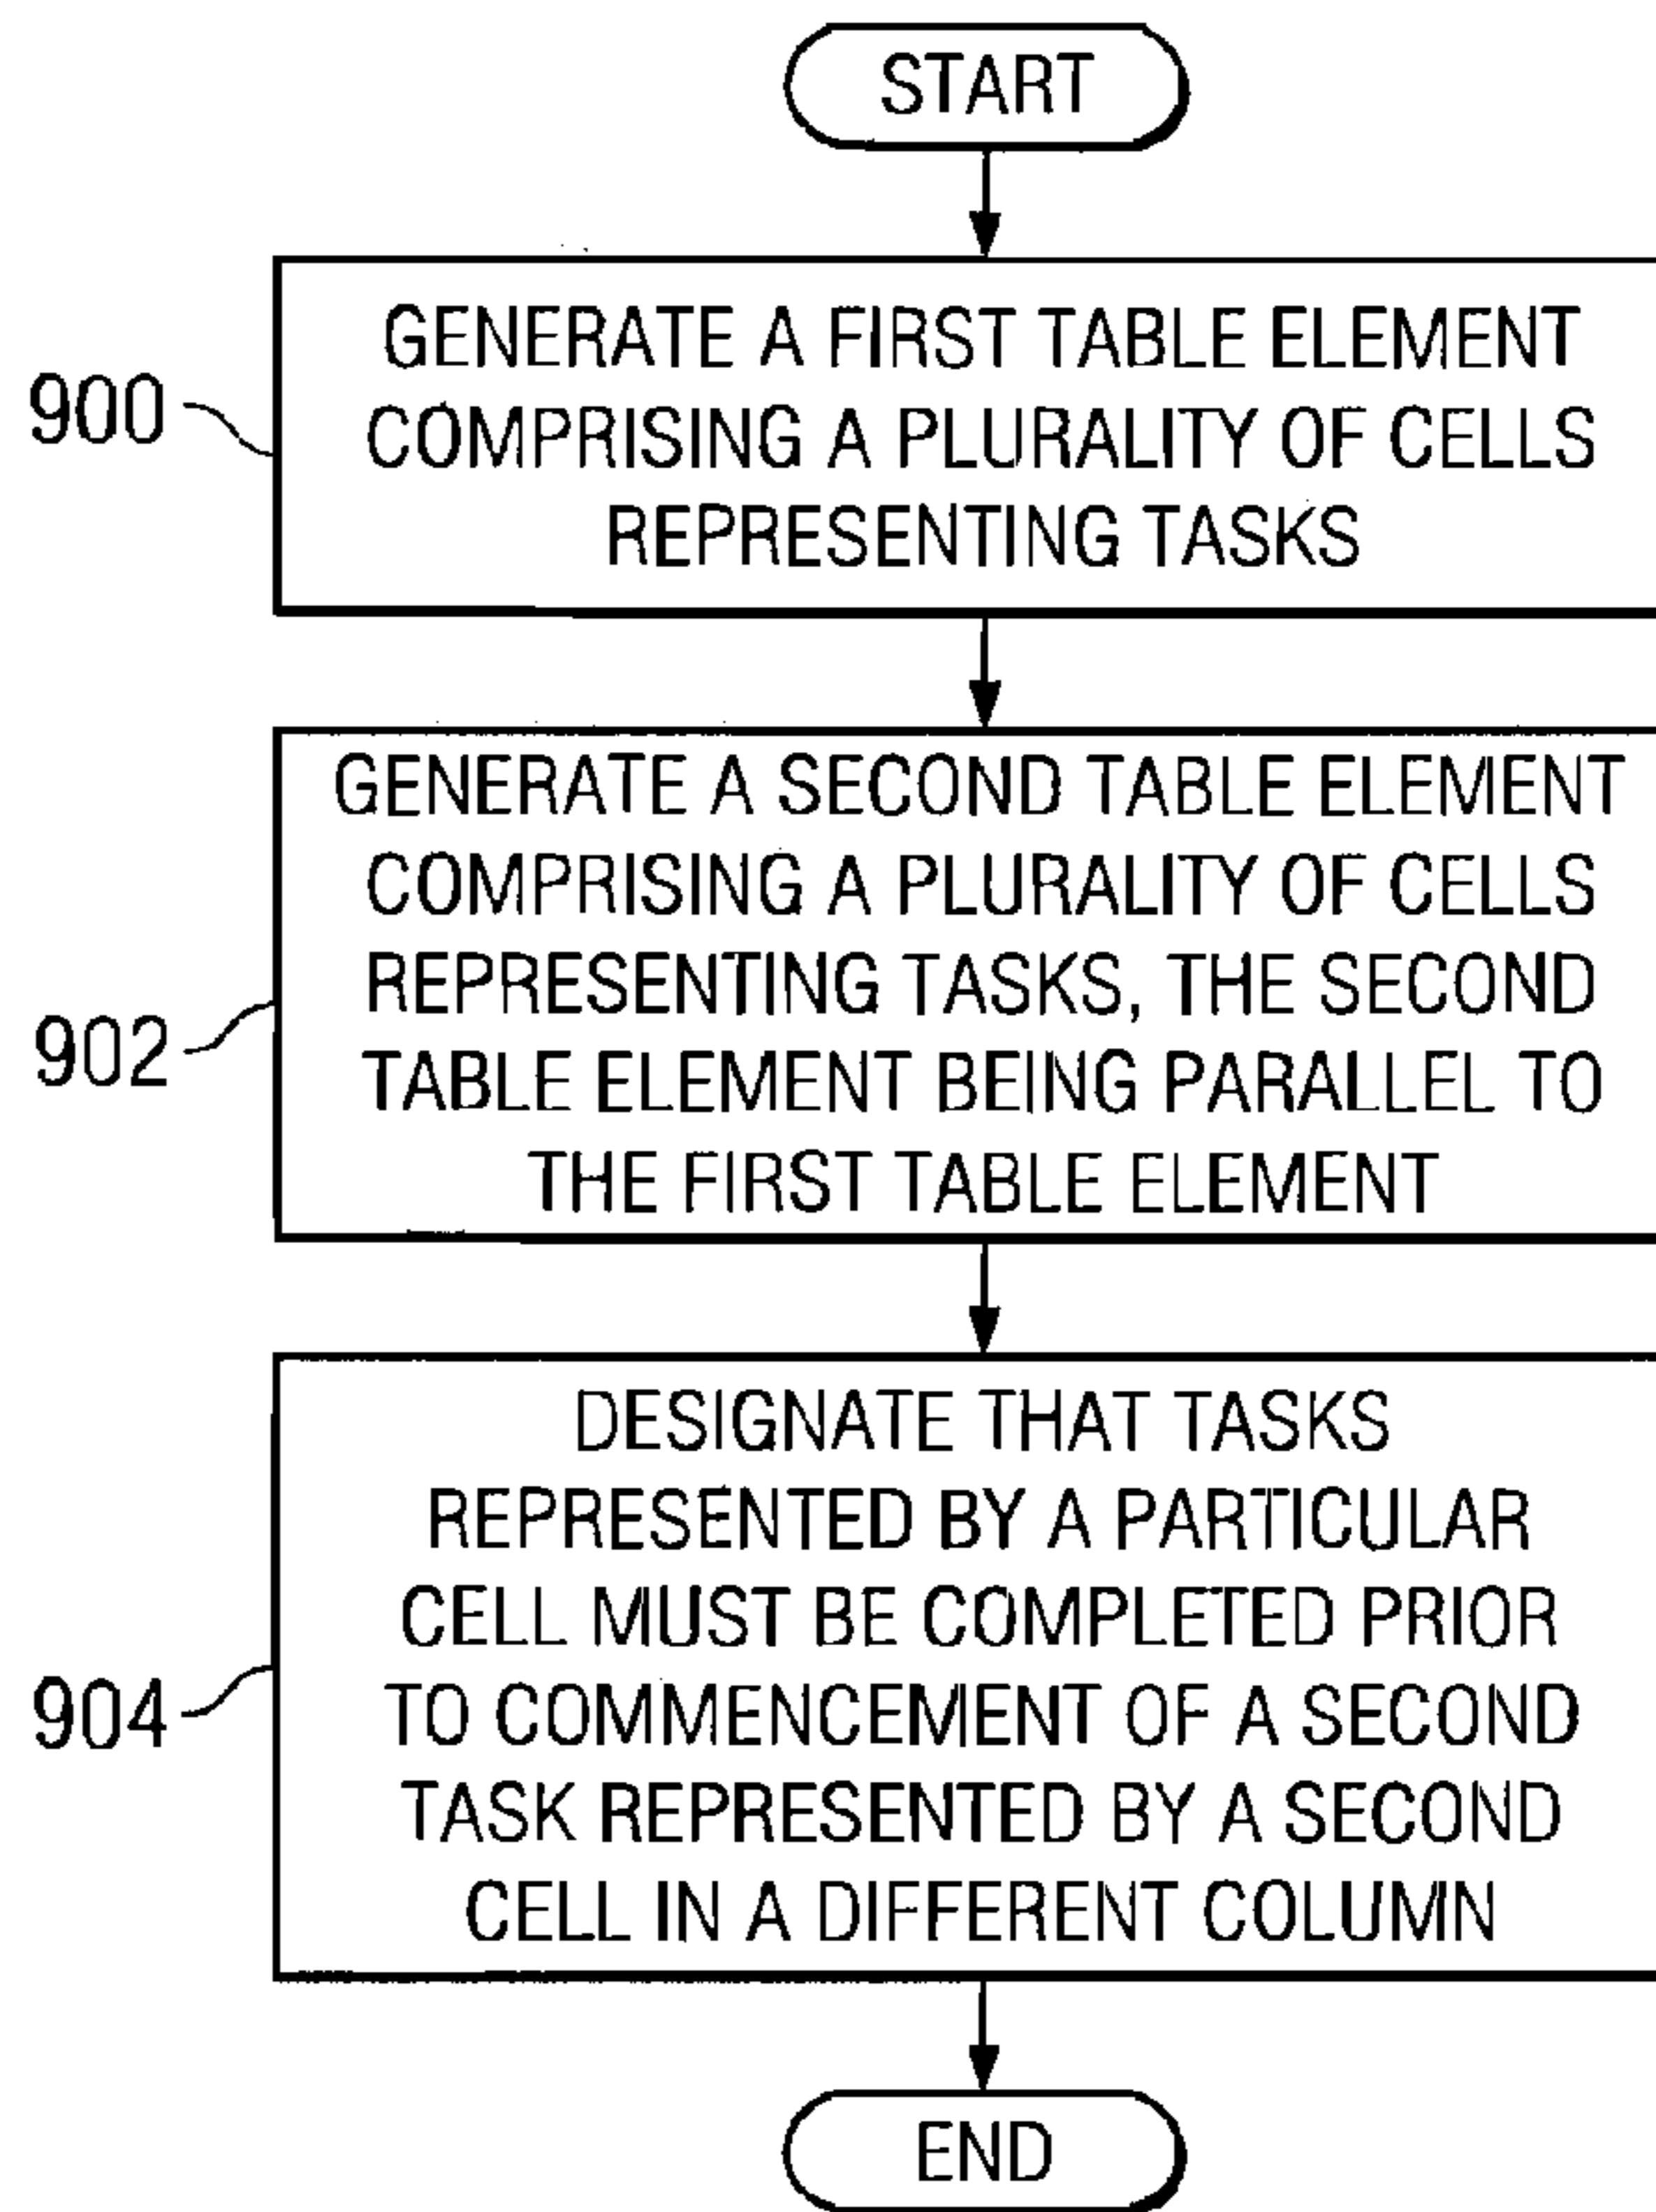 START
GENERATE A FIRST TABLE ELEMENT
COMPRISING A PLURALITY OF CELLS
REPRESENTING TASKS
900
GENERATE A SECOND TABLE ELEMENT
COMPRISING A PLURALITY OF CELLS
REPRESENTING TASKS, THE SECOND
TABLE ELEMENT BEING PARALLEL TO
THE FIRST TABLE ELEMENT
902
DESIGNATE THAT TASKS
REPRESENTED BY A PARTICULAR
CELL MUST BE COMPLETED PRIOR
TO COMMENCEMENT OF A SECOND
TASK REPRESENTED BY A SECOND
CELL IN A DIFFERENT COLUMN
904
END